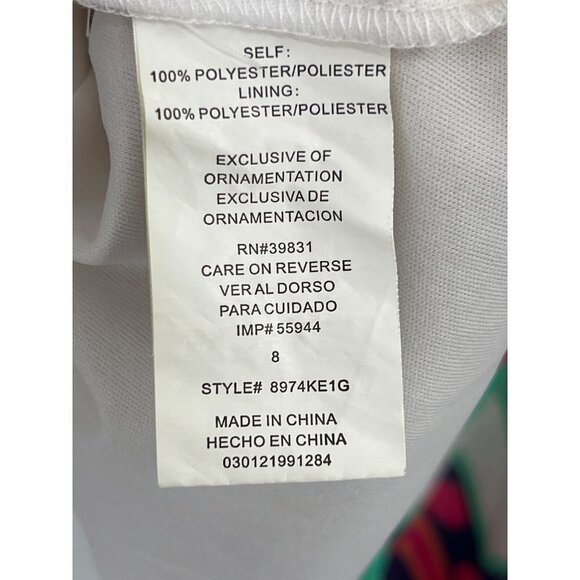 SELF:
100% POLYESTER/POLIESTER
LINING:
100% POLYESTER/POLIESTER
EXCLUSIVE OF
ORNAMENTATION
EXCLUSIVA DE
ORNAMENTACION
RN#39831
CARE ON REVERSE
VER AL DORSO
PARA CUIDADO
IMP# 55944
8
STYLE# 8974KE1G
MADE IN CHINA
HECHO EN CHINA
030121991284